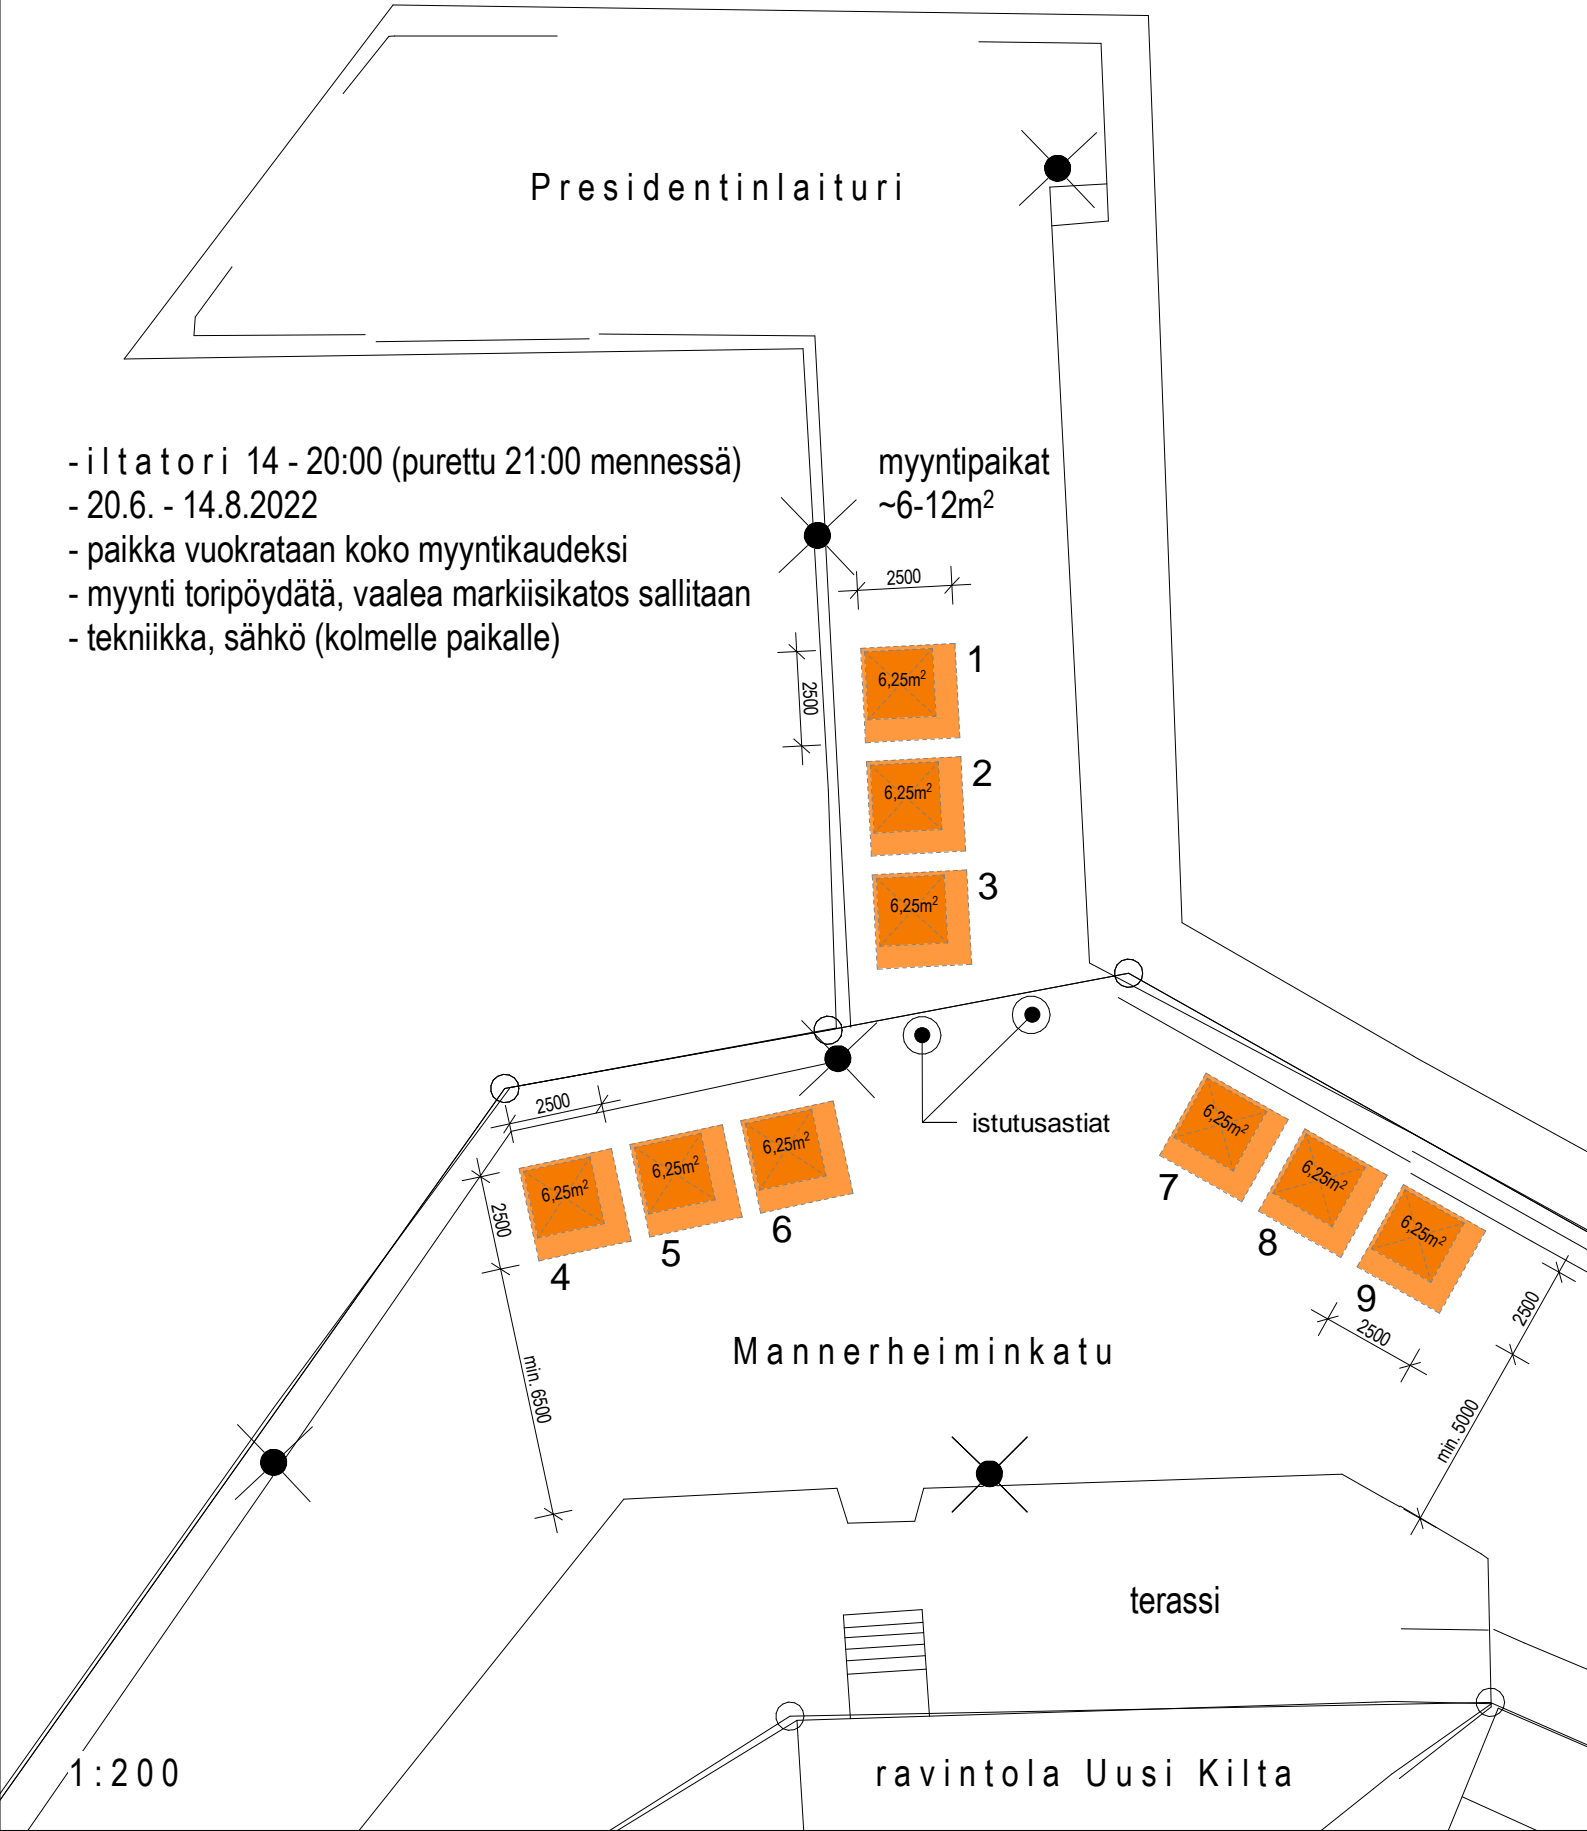 Presidentinlaituri
- iltatori 14 - 20:00 (purettu 21:00 mennessä)
- 20.6. - 14.8.2022
- paikka vuokrataan koko myyntikaudeksi
- myynti toripöydätä, vaalea markiisikatos sallitaan
- tekniikka, sähkö (kolmelle paikalle)
myyntipaikat
~6-12m²
2500
2500
6,25m²
1
6,25m²
2
6,25m²
3
istutusastiat
2500
2500
min. 6500
6,25m²
4
6,25m²
5
6,25m²
6
6,25m²
7
6,25m²
8
6,25m²
9
2500
2500
min. 5000
Mannerheiminkatu
terassi
1:200
ravintola Uusi Kilta